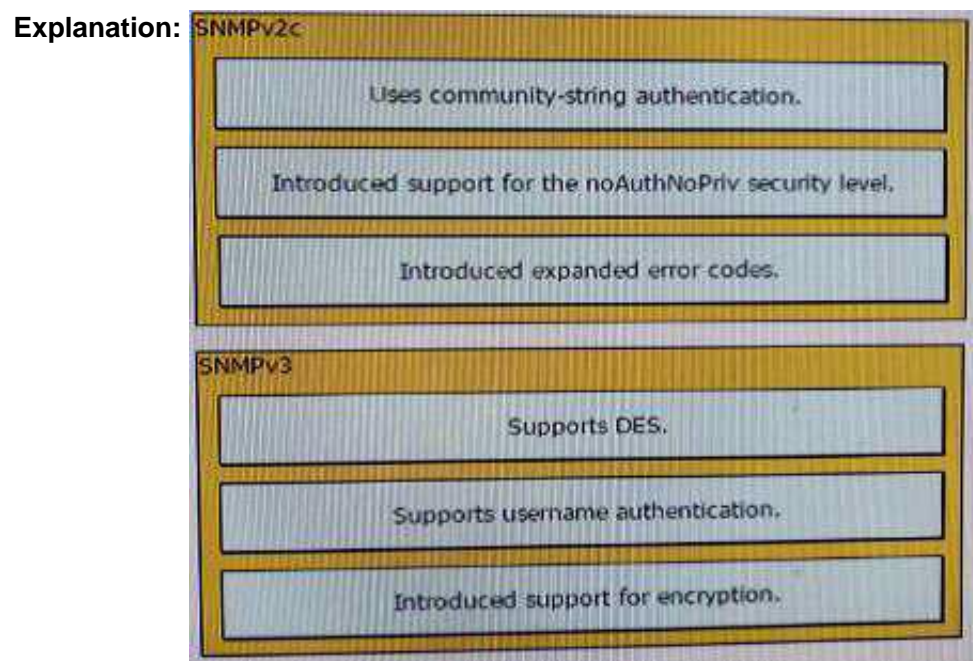 Explanation:
SNMPv2c
Uses community-string authentication.
Introduced support for the noAuthNoPriv security level.
Introduced expanded error codes.
SNMPv3
Supports DES.
Supports username authentication.
Introduced support for encryption.